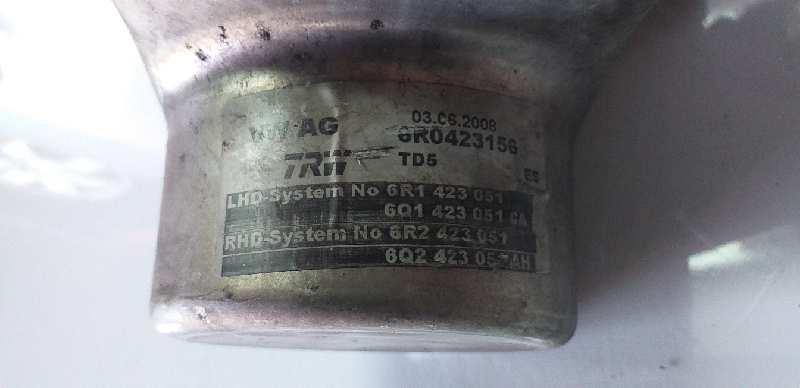 VW AG
03.06.2008
6R0423156
TRW
TD5
ES
LHD-System No 6R1 423 051
6Q1 423 051 CA
RHD-System No 6R2 423 051
6Q2 423 051 AH